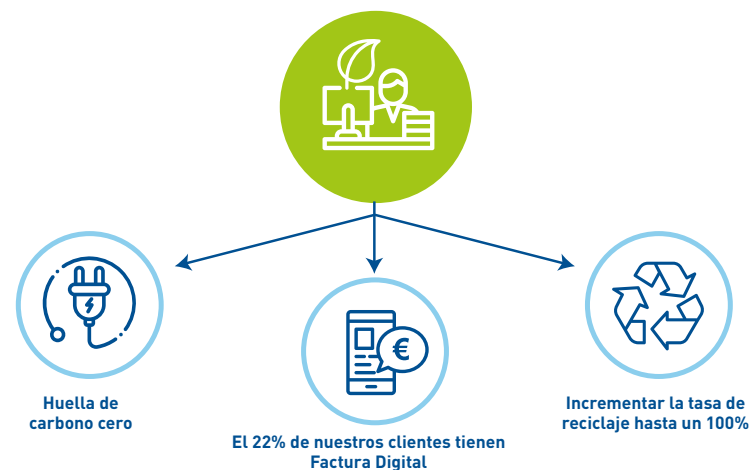 €
Huella de
carbono cero
El 22% de nuestros clientes tienen
Factura Digital
Incrementar la tasa de
reciclaje hasta un 100%